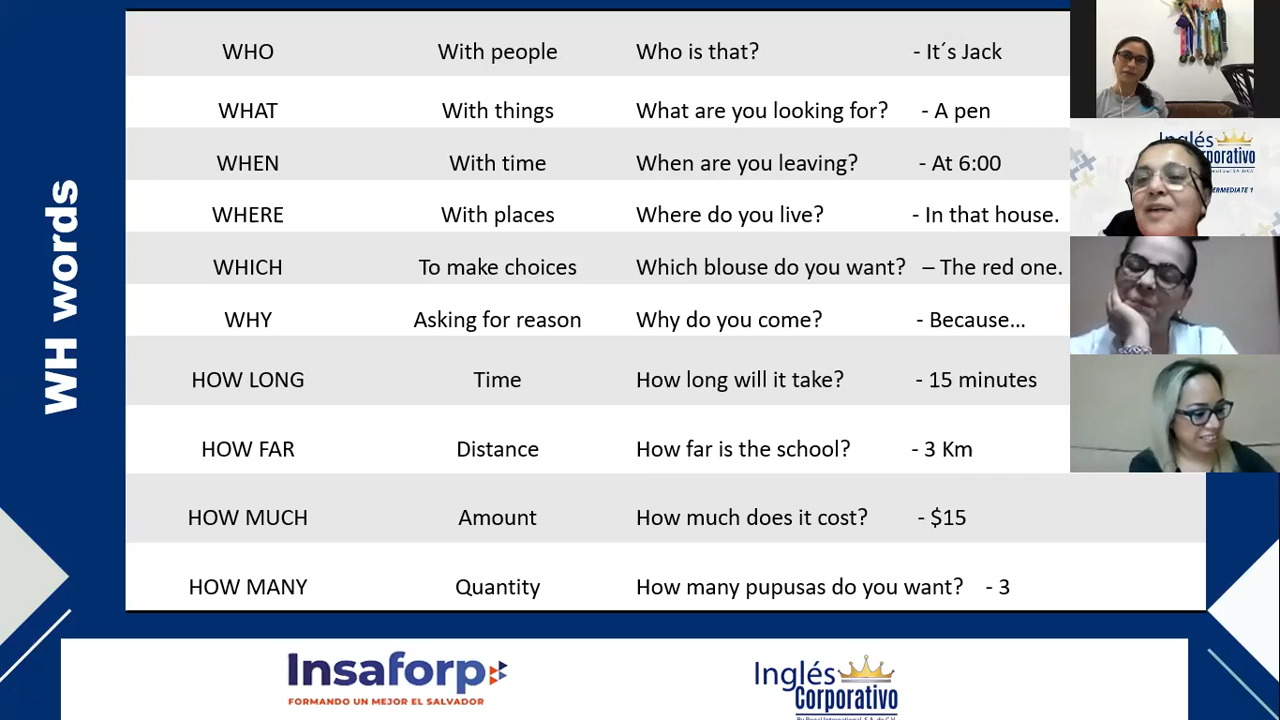 WH words
WHO With people Who is that? - It´s Jack
WHAT With things What are you looking for? - A pen
WHEN With time When are you leaving? - At 6:00
WHERE With places Where do you live? - In that house.
WHICH To make choices Which blouse do you want? – The red one.
WHY Asking for reason Why do you come? - Because...
HOW LONG Time How long will it take? - 15 minutes
HOW FAR Distance How far is the school? - 3 Km
HOW MUCH Amount How much does it cost? - $15
HOW MANY Quantity How many pupusas do you want? - 3
Inglés
orporativo
ERMEDIATE 1
Insaforp
FORMANDO UN MEJOR EL SALVADOR
Inglés
Corporativo